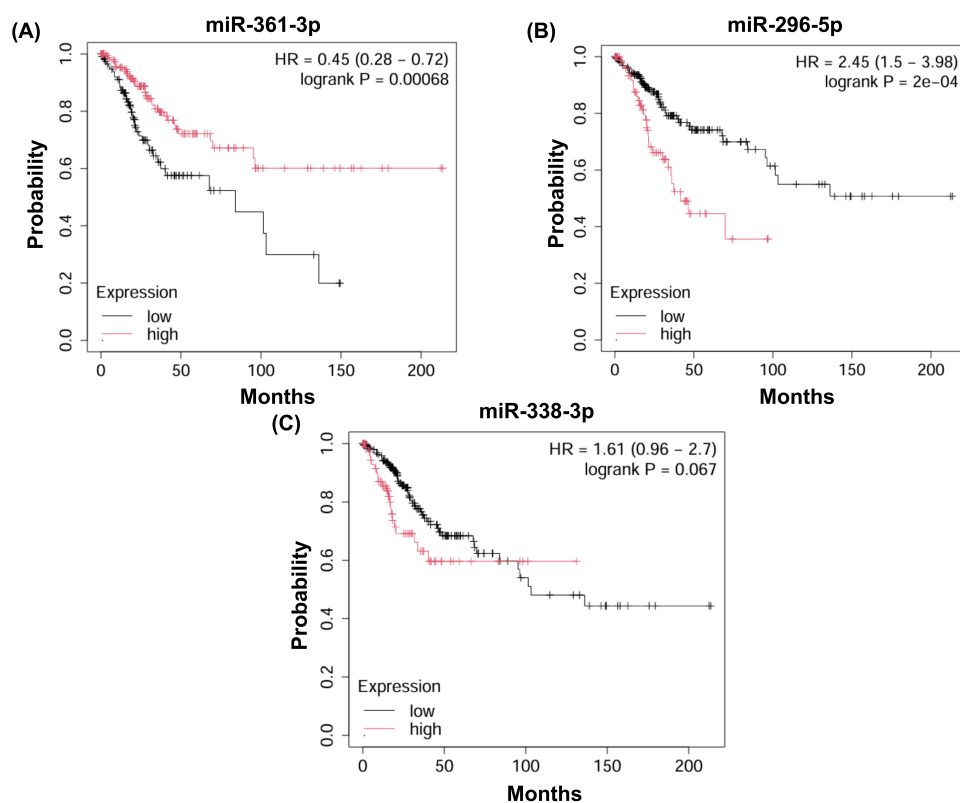 (A)
miR-361-3p
HR = 0.45 (0.28 − 0.72)
logrank P = 0.00068
Probability
1.0
0.8
0.6
0.4
0.2
0.0
Expression
low
high
0 50 100 150 200
Months
(B)
miR-296-5p
HR = 2.45 (1.5 − 3.98)
logrank P = 2e−04
Probability
1.0
0.8
0.6
0.4
0.2
0.0
Expression
low
high
0 50 100 150 200
Months
(C)
miR-338-3p
HR = 1.61 (0.96 − 2.7)
logrank P = 0.067
Probability
1.0
0.8
0.6
0.4
0.2
0.0
Expression
low
high
0 50 100 150 200
Months